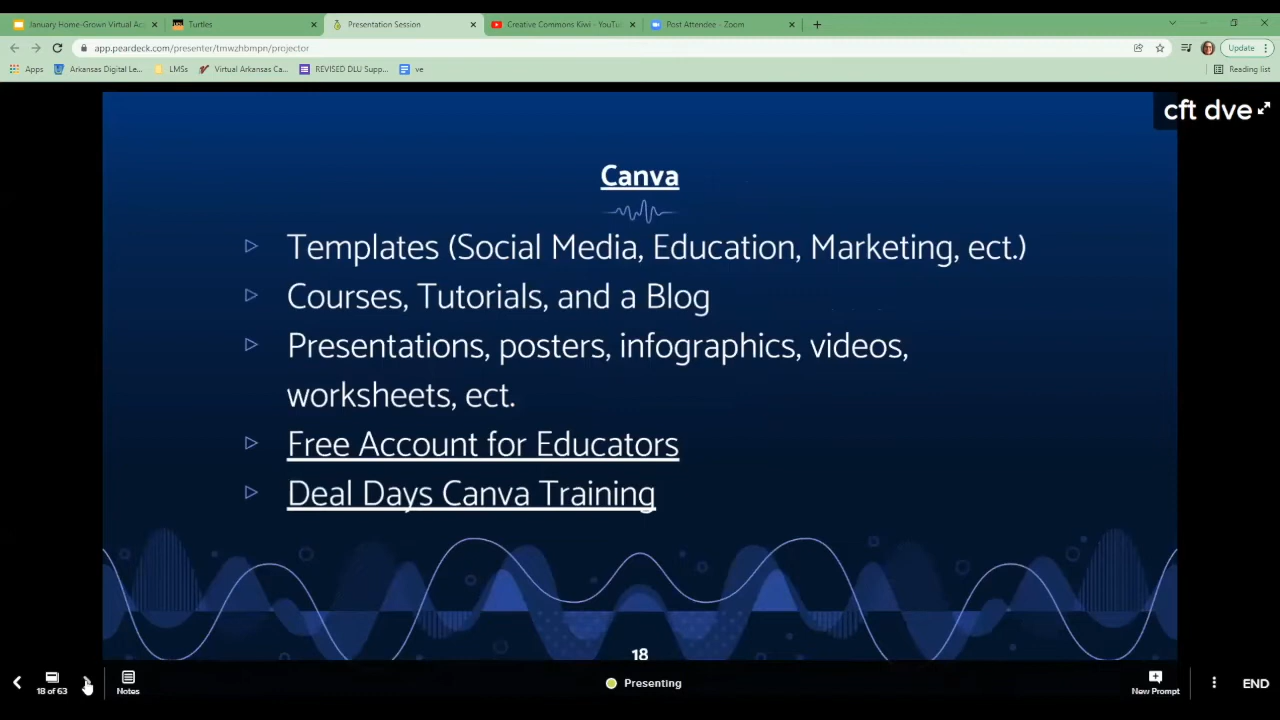 January Home-Grown Virtual Ac
Turtles
Presentation Session
Creative Commons Kiwi - YouTu
Post Attendee - Zoom
app.peardeck.com/presenter/tmwzhbmpn/projector
Update
Apps
Arkansas Digital Le...
LMSs
Virtual Arkansas Ca...
REVISED DLU Supp...
ve
Reading list
cft dve
Canva
Templates (Social Media, Education, Marketing, ect.)
Courses, Tutorials, and a Blog
Presentations, posters, infographics, videos,
worksheets, ect.
Free Account for Educators
Deal Days Canva Training
18
18 of 63
Notes
Presenting
New Prompt
END